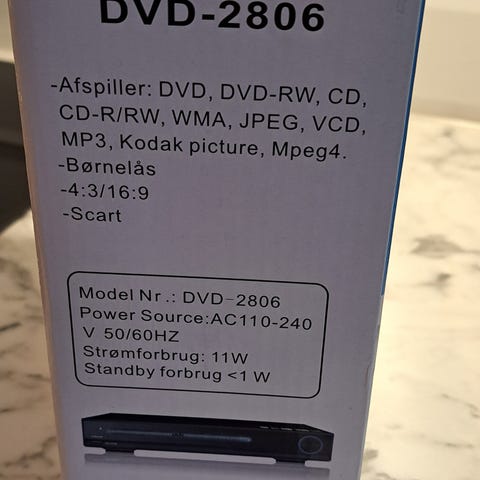 DVD-2806
-Afspiller: DVD, DVD-RW, CD,
CD-R/RW, WMA, JPEG, VCD,
MP3, Kodak picture, Mpeg4.
-Børnelås
-4:3/16:9
-Scart
Model Nr.: DVD-2806
Power Source:AC110-240
V 50/60HZ
Strømforbrug: 11W
Standby forbrug <1 W